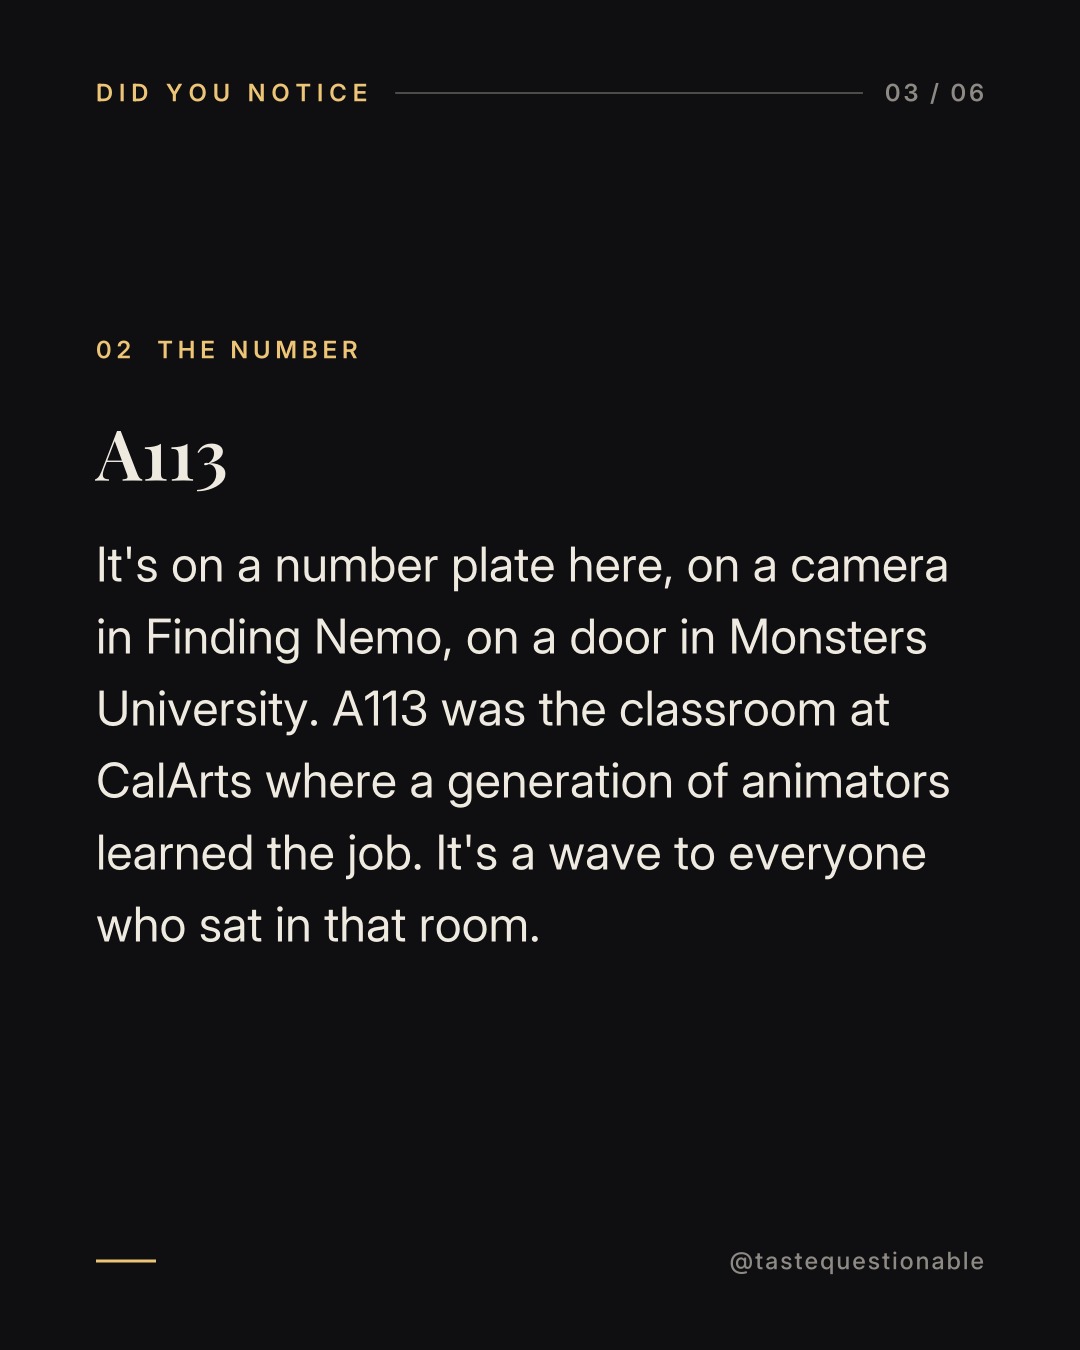 DID YOU NOTICE
03 / 06
02 THE NUMBER
A113
It's on a number plate here, on a camera
in Finding Nemo, on a door in Monsters
University. A113 was the classroom at
CalArts where a generation of animators
learned the job. It's a wave to everyone
who sat in that room.
@tastequestionable